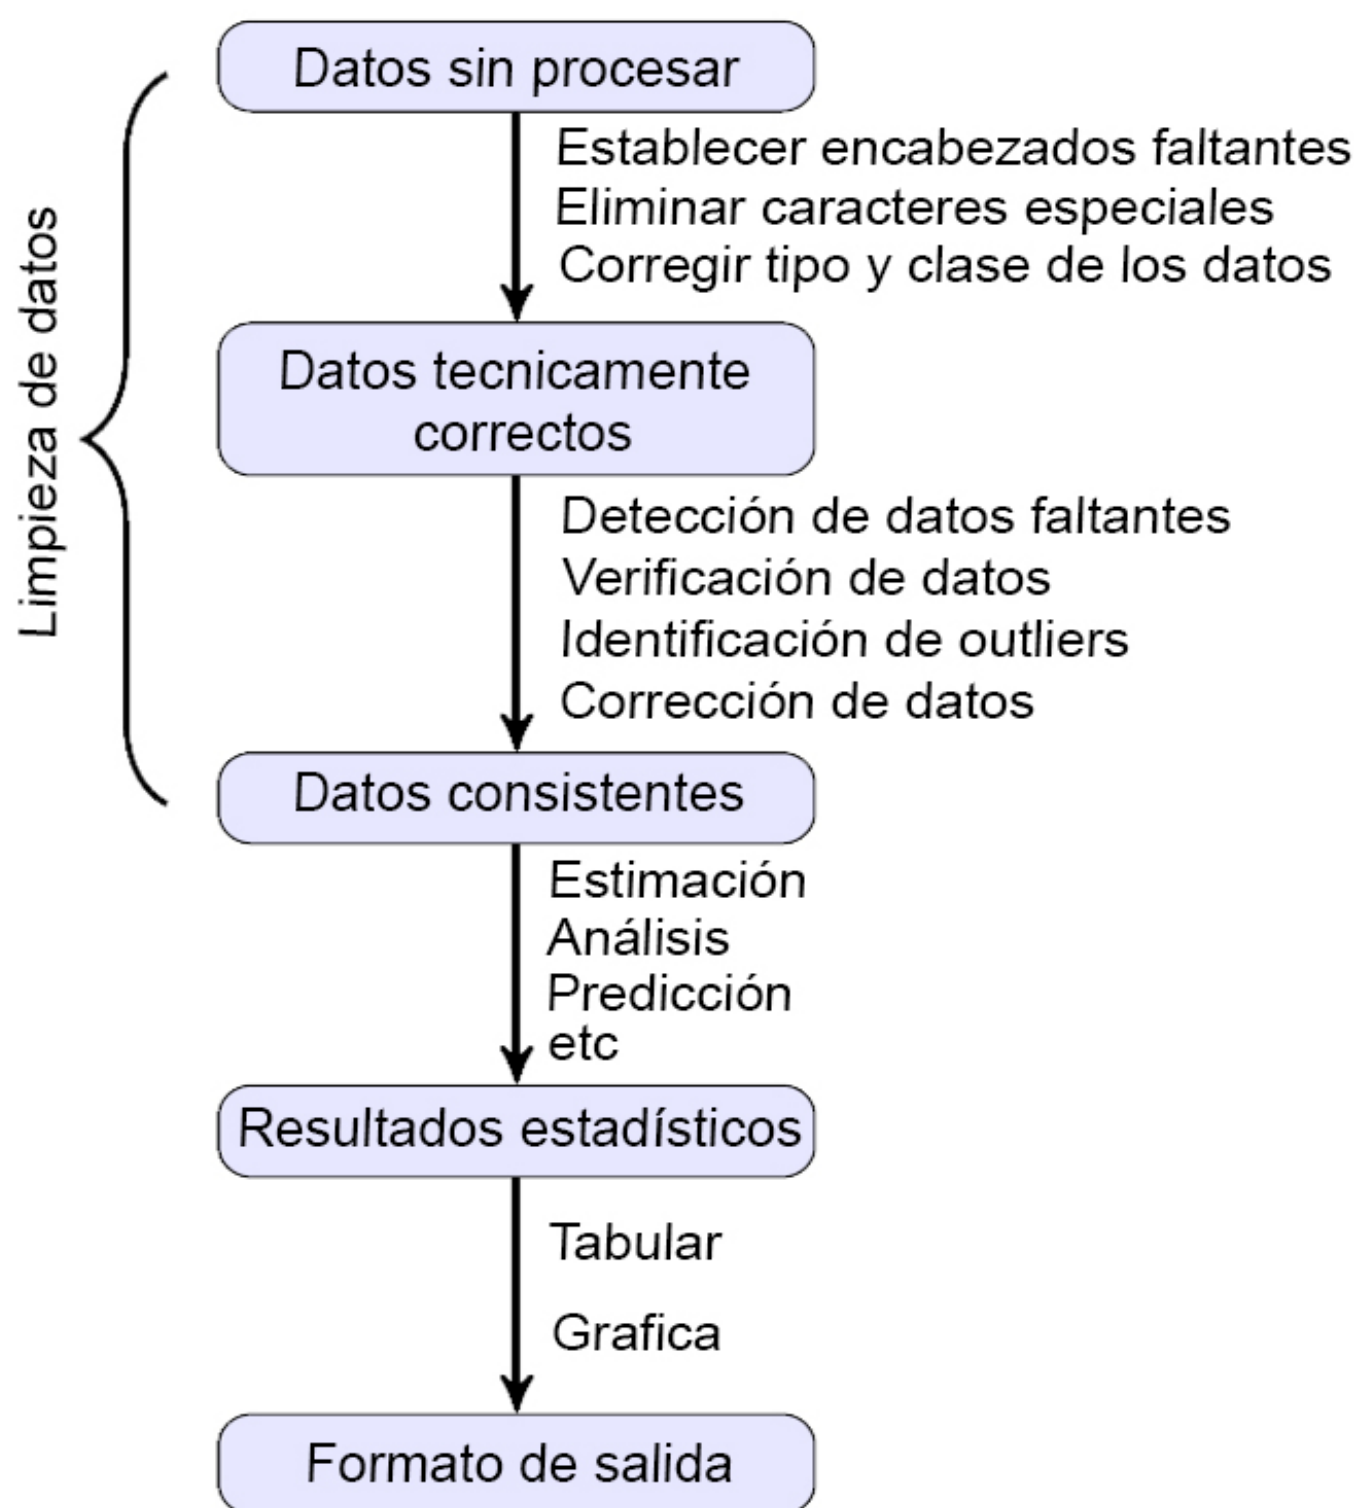 Datos sin procesar
Establecer encabezados faltantes
Eliminar caracteres especiales
Corregir tipo y clase de los datos
Limpieza de datos
Datos tecnicamente
correctos
Detección de datos faltantes
Verificación de datos
Identificación de outliers
Corrección de datos
Datos consistentes
Estimación
Análisis
Predicción
etc
Resultados estadísticos
Tabular
Grafica
Formato de salida